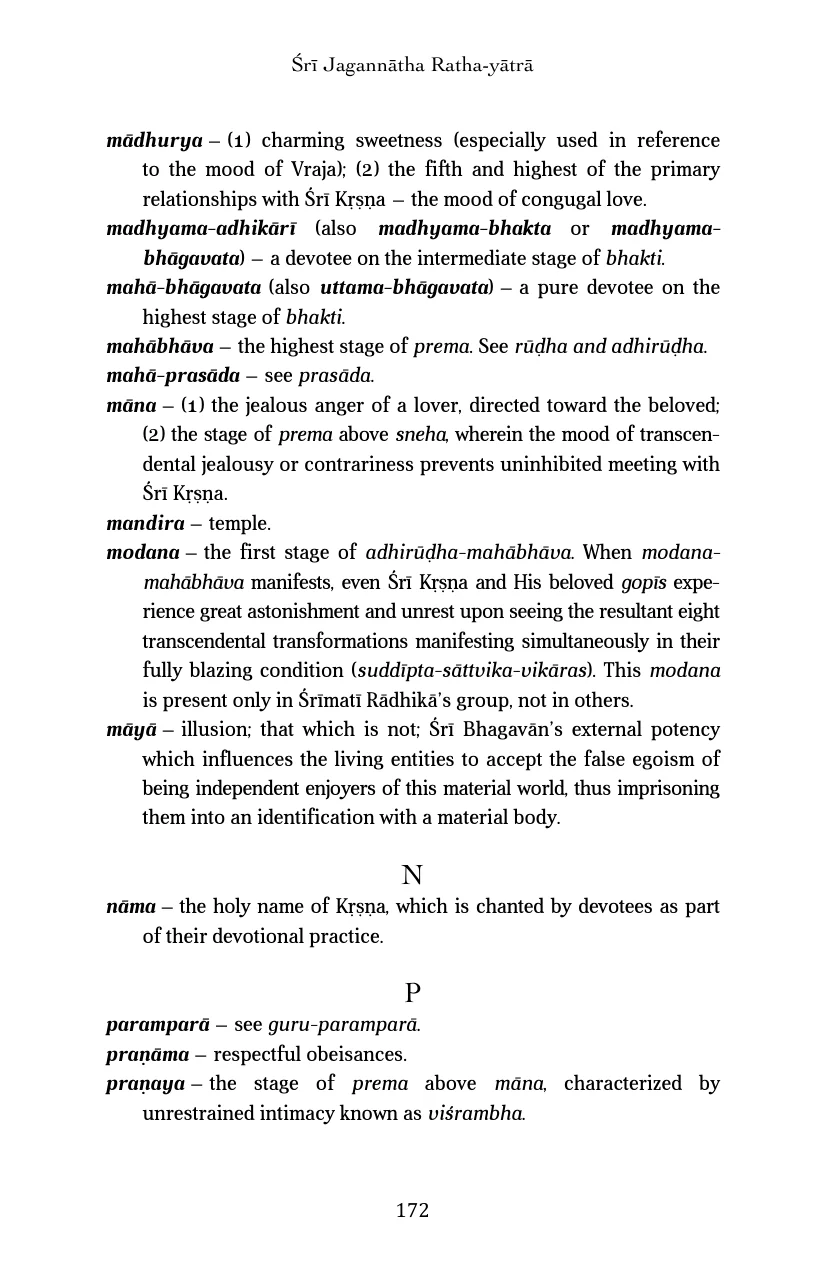 Śrī Jagannātha Ratha-yātrā
mādhurya – (1) charming sweetness (especially used in reference
to the mood of Vraja); (2) the fifth and highest of the primary
relationships with Śrī Kṛṣṇa – the mood of congugal love.
madhyama-adhikārī (also madhyama-bhakta or madhyama-
bhāgavata) – a devotee on the intermediate stage of bhakti.
mahā-bhāgavata (also uttama-bhāgavata) – a pure devotee on the
highest stage of bhakti.
mahābhāva – the highest stage of prema. See rūḍha and adhirūḍha.
mahā-prasāda – see prasāda.
māna – (1) the jealous anger of a lover, directed toward the beloved;
(2) the stage of prema above sneha, wherein the mood of transcen-
dental jealousy or contrariness prevents uninhibited meeting with
Śrī Kṛṣṇa.
mandira – temple.
modana – the first stage of adhirūḍha-mahābhāva. When modana-
mahābhāva manifests, even Śrī Kṛṣṇa and His beloved gopīs expe-
rience great astonishment and unrest upon seeing the resultant eight
transcendental transformations manifesting simultaneously in their
fully blazing condition (suddīpta-sāttvika-vikāras). This modana
is present only in Śrīmatī Rādhikā’s group, not in others.
māyā – illusion; that which is not; Śrī Bhagavān’s external potency
which influences the living entities to accept the false egoism of
being independent enjoyers of this material world, thus imprisoning
them into an identification with a material body.
N
nāma – the holy name of Kṛṣṇa, which is chanted by devotees as part
of their devotional practice.
P
paramparā – see guru-paramparā.
praṇāma – respectful obeisances.
praṇaya – the stage of prema above māna, characterized by
unrestrained intimacy known as viśrambha.
172